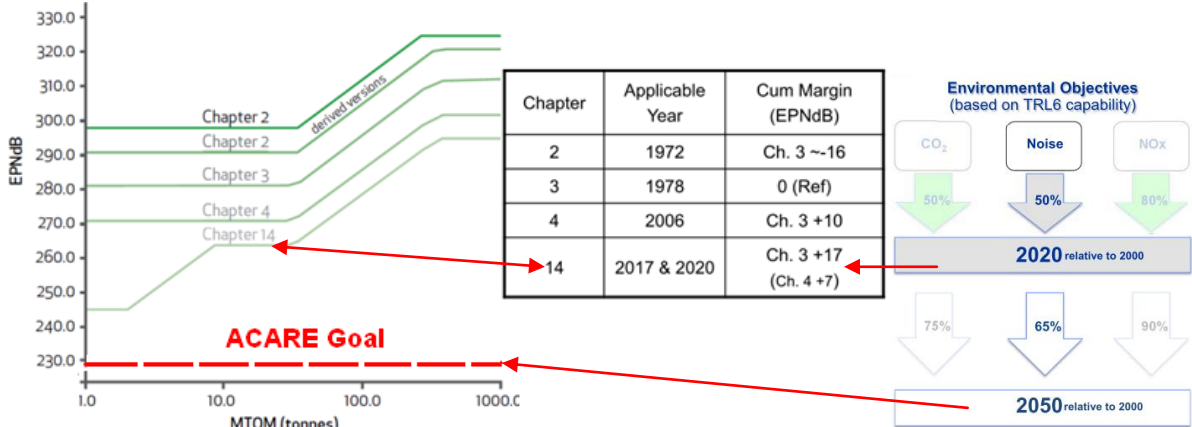 330.0
320.0
310.0
300.0
290.0
280.0
270.0
260.0
250.0
240.0
230.0
EPNdB
Chapter 2
derived versions
Chapter 2
Chapter 3
Chapter 4
Chapter 14
ACARE Goal
1.0 10.0 100.0 1000.0
MTOM (tonnes)
Chapter Applicable Year Cum Margin (EPNdB)
2 1972 Ch. 3 ~-16
3 1978 0 (Ref)
4 2006 Ch. 3 +10
14 2017 & 2020 Ch. 3 +17
(Ch. 4 +7)
Environmental Objectives
(based on TRL6 capability)
CO₂ Noise NOx
50% 50% 80%
2020 relative to 2000
75% 65% 90%
2050 relative to 2000